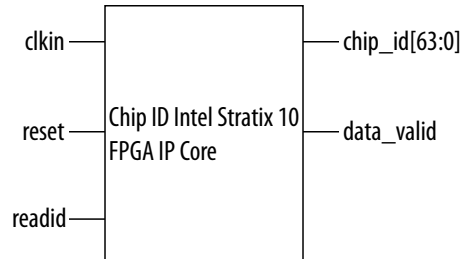 clkin
chip_id[63:0]
Chip ID Intel Stratix 10
FPGA IP Core
reset
data_valid
readid